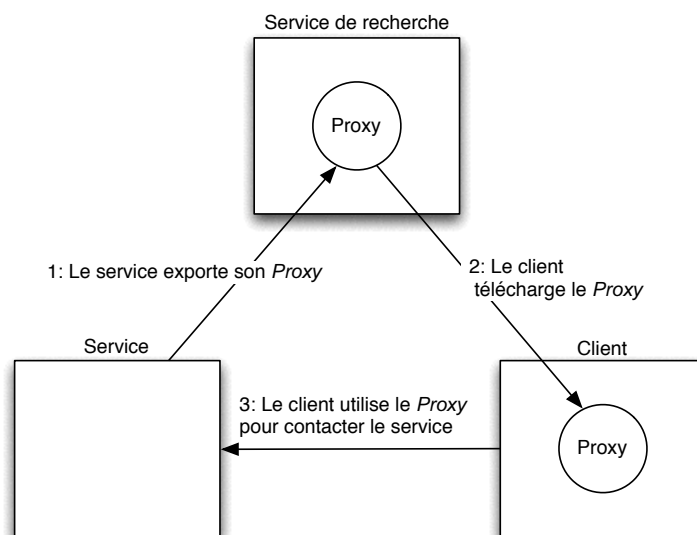 Service de recherche
Proxy
1: Le service exporte son Proxy
2: Le client
télécharge le Proxy
Service
Client
3: Le client utilise le Proxy
pour contacter le service
Proxy